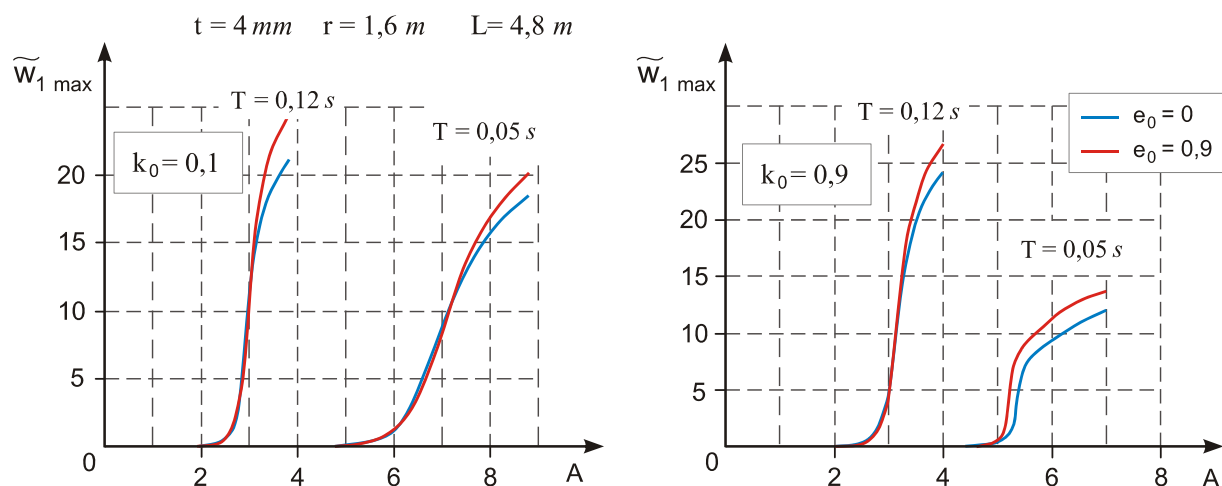 t = 4 mm r = 1,6 m L= 4,8 m
w̃1 max
T = 0,12 s
T = 0,05 s
k0 = 0,1
20
15
10
5
0
2
4
6
8
A
w̃1 max
T = 0,12 s
e0 = 0
e0 = 0,9
k0 = 0,9
T = 0,05 s
25
20
15
10
5
0
2
4
6
8
A